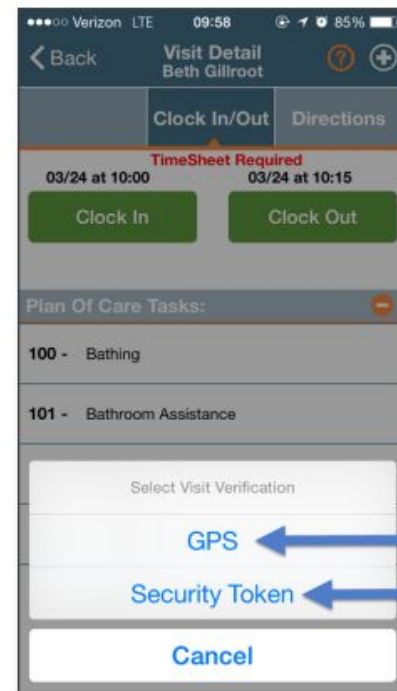 Verizon LTE 09:58 85%
Back Visit Detail
Beth Gillroot
Clock In/Out Directions
TimeSheet Required
03/24 at 10:00 03/24 at 10:15
Clock In Clock Out
Plan Of Care Tasks:
100 - Bathing
101 - Bathroom Assistance
Select Visit Verification
GPS
Security Token
Cancel